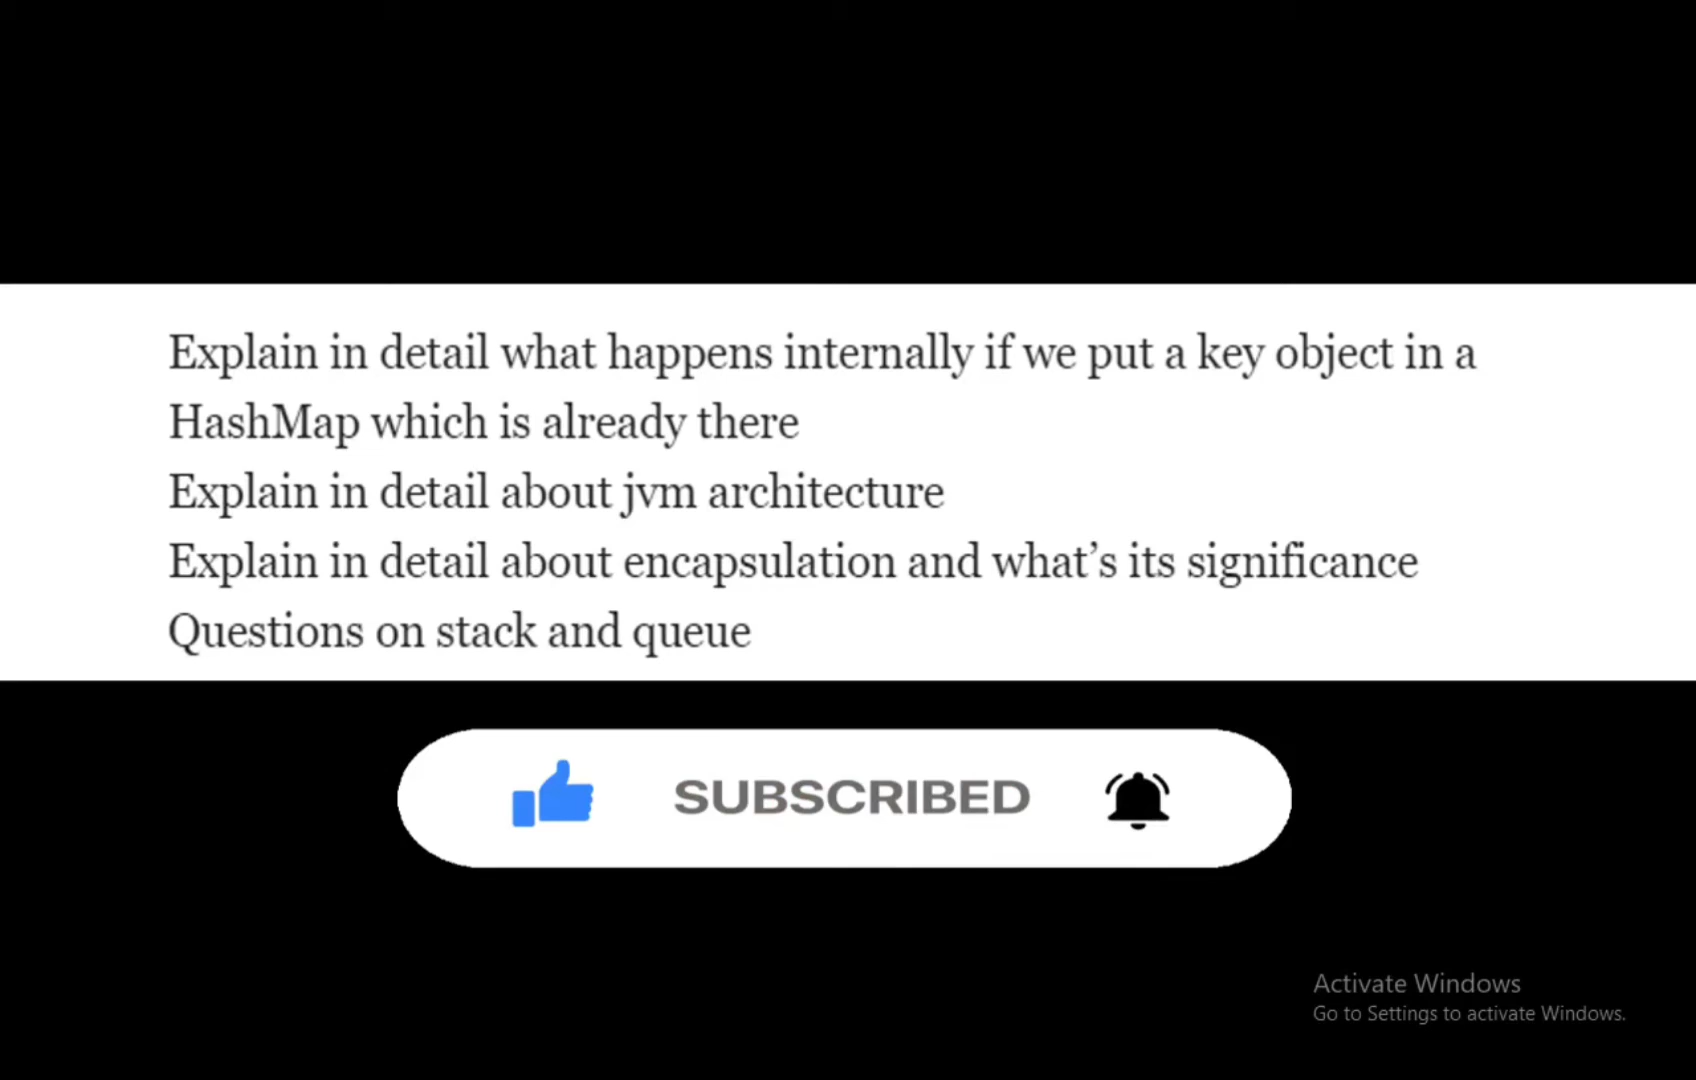 Explain in detail what happens internally if we put a key object in a
HashMap which is already there
Explain in detail about jvm architecture
Explain in detail about encapsulation and what’s its significance
Questions on stack and queue
SUBSCRIBED
Activate Windows
Go to Settings to activate Windows.